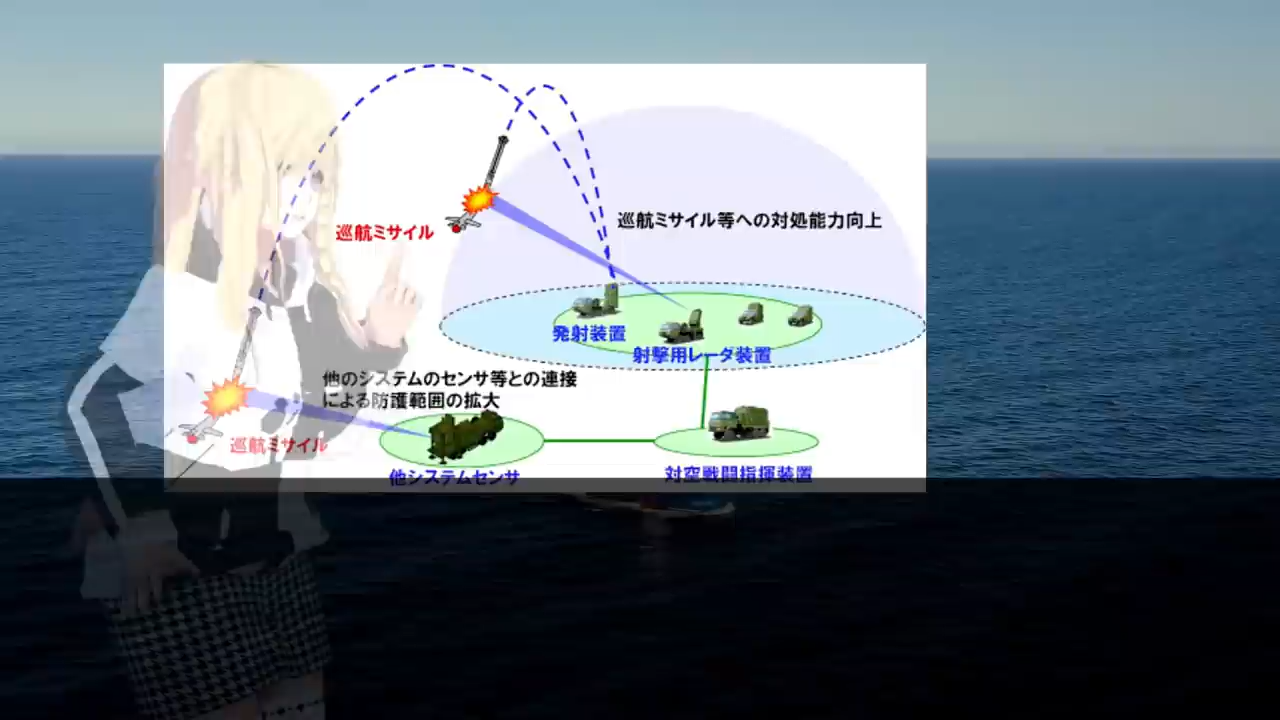 巡航ミサイル
巡航ミサイル等への対処能力向上
発射装置
射撃用レーダ装置
他のシステムのセンサ等との連接
による防護範囲の拡大
巡航ミサイル
他システムセンサ
対空戦闘指揮装置